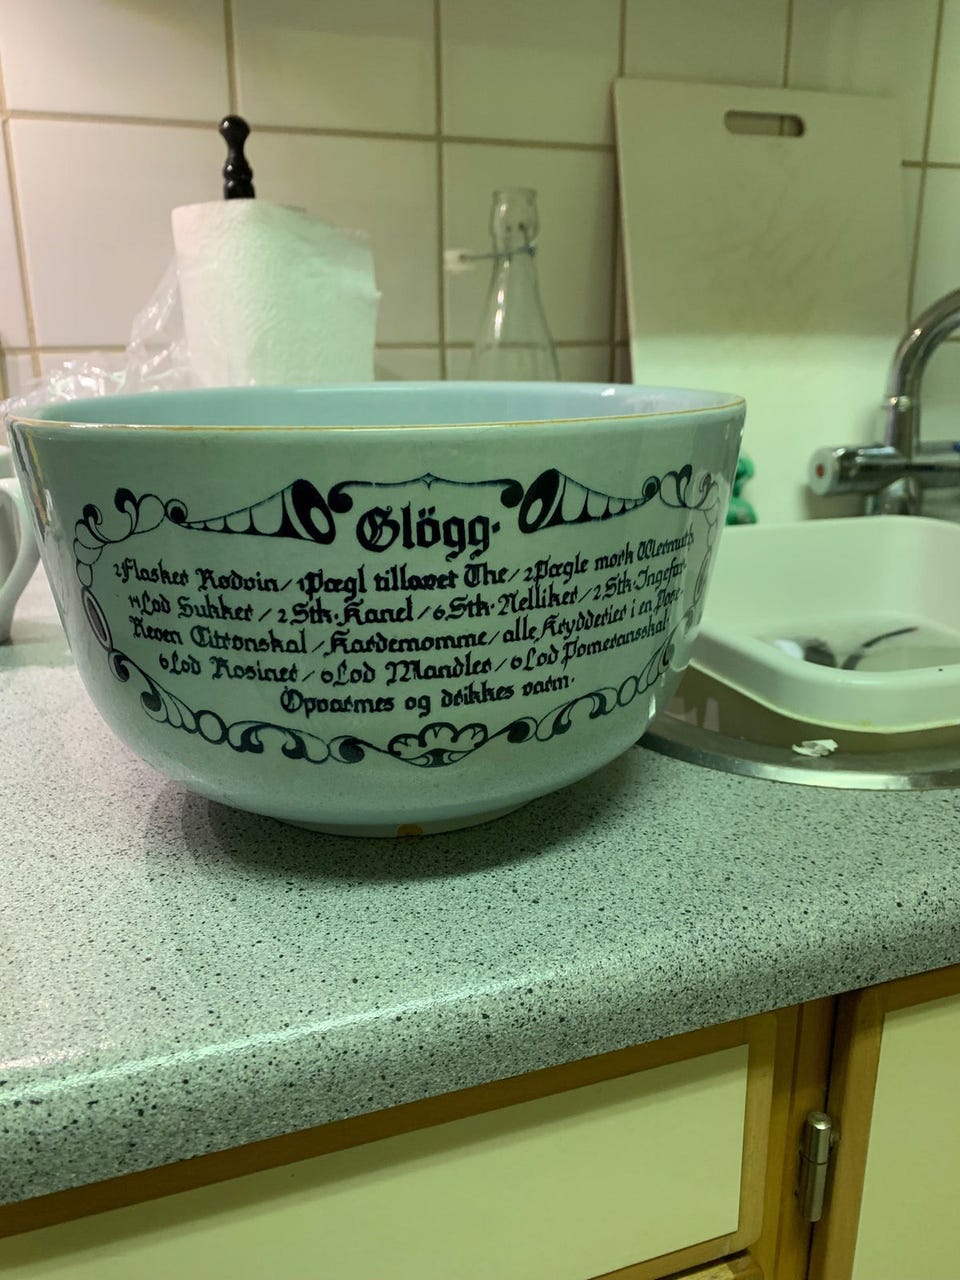 Glögg.
2 Flasker Rødvin / 1 Pægl tillavet The / 2 Pægle mørk Wermuth
14 Lod Sukker / 2 Stk. Kanel / 6 Stk. Nelliker / 2 Stk. Ingefær
Reven Citronskal / Kardemomme / alle Krydderier i en Pose.
6 Lod Rosiner / 6 Lod Mandler / 6 Lod Pomeransskal.
Opvarmes og drikkes varm.